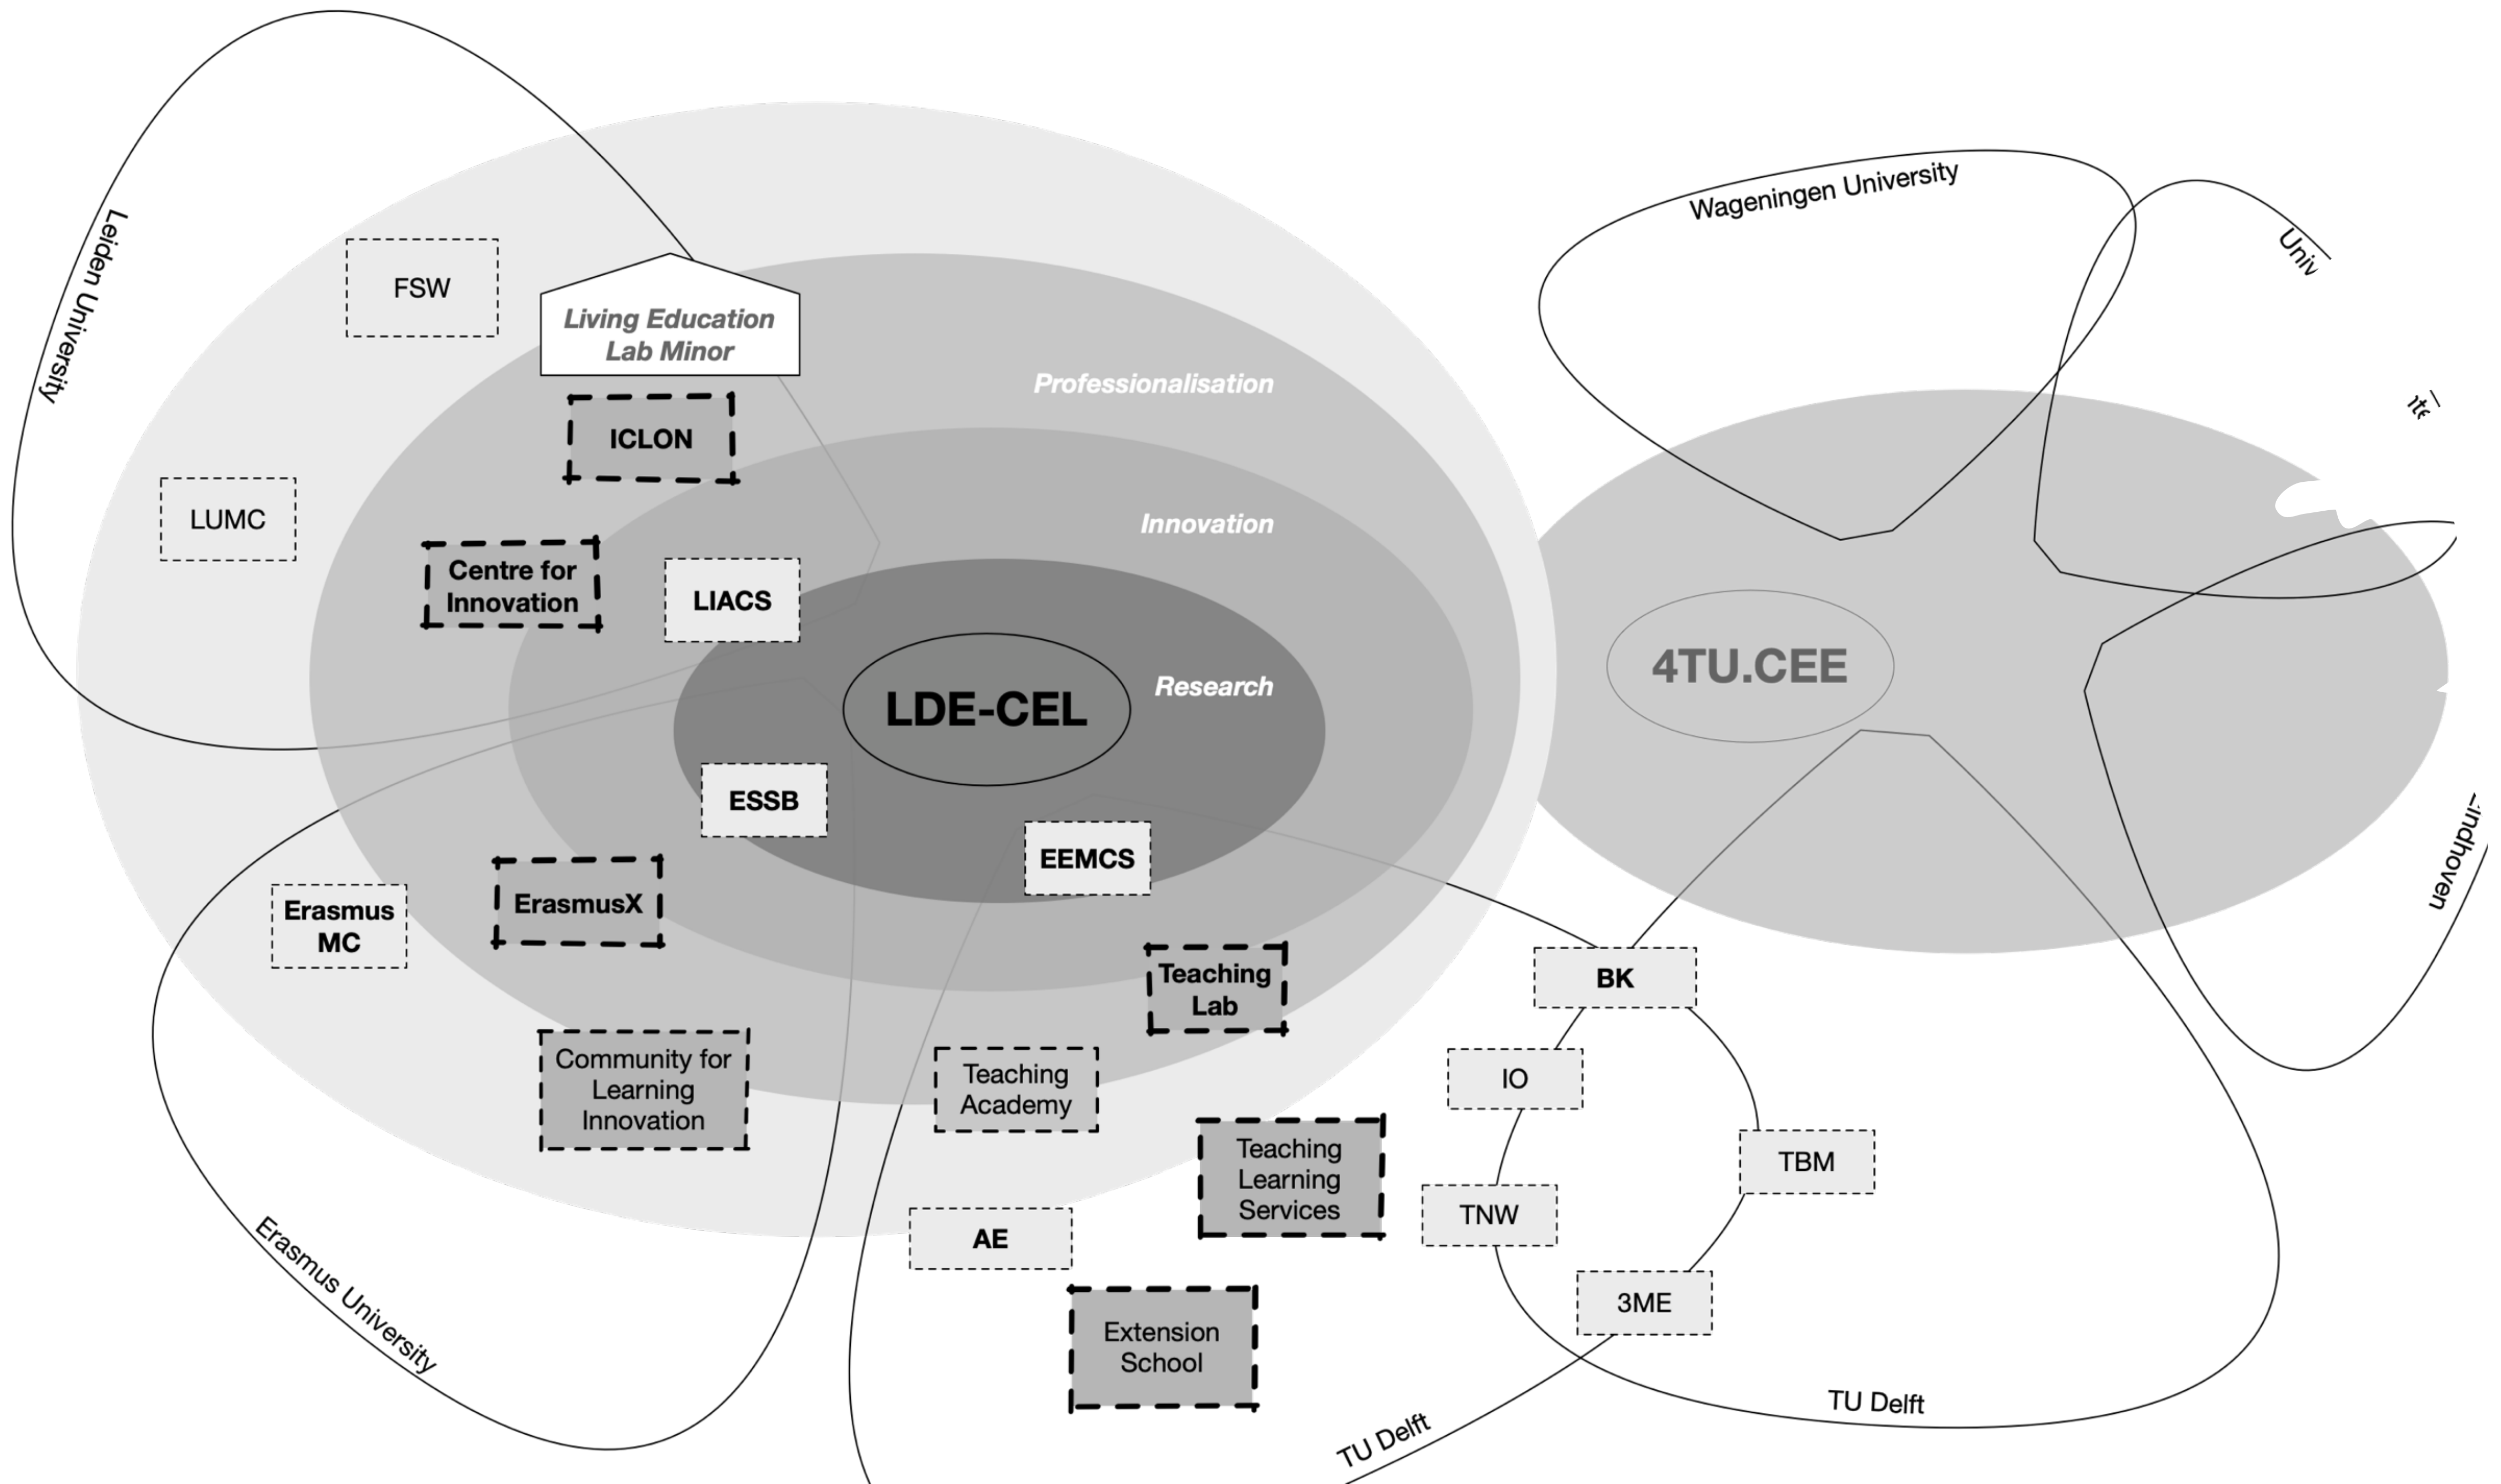 Leiden University
FSW
LUMC
Living Education
Lab Minor
ICLON
Centre for
Innovation
LIACS
Professionalisation
Innovation
Research
LDE-CEL
ESSB
EEMCS
Erasmus
MC
ErasmusX
Community for
Learning
Innovation
Teaching
Lab
Teaching
Academy
Teaching
Learning
Services
AE
Extension
School
Erasmus University
Wageningen University
Univ
4TU.CEE
indhoven
BK
IO
TBM
TNW
3ME
TU Delft
TU Delft